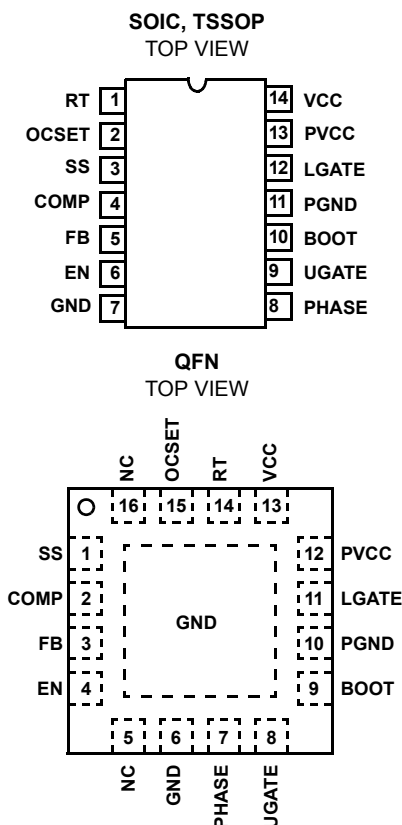 SOIC, TSSOP
TOP VIEW
RT 1 14 VCC
OCSET 2 13 PVCC
SS 3 12 LGATE
COMP 4 11 PGND
FB 5 10 BOOT
EN 6 9 UGATE
GND 7 8 PHASE
QFN
TOP VIEW
NC OCSET RT VCC
16 15 14 13
SS 1 12 PVCC
COMP 2 11 LGATE
GND
FB 3 10 PGND
EN 4 9 BOOT
5 6 7 8
NC GND PHASE UGATE